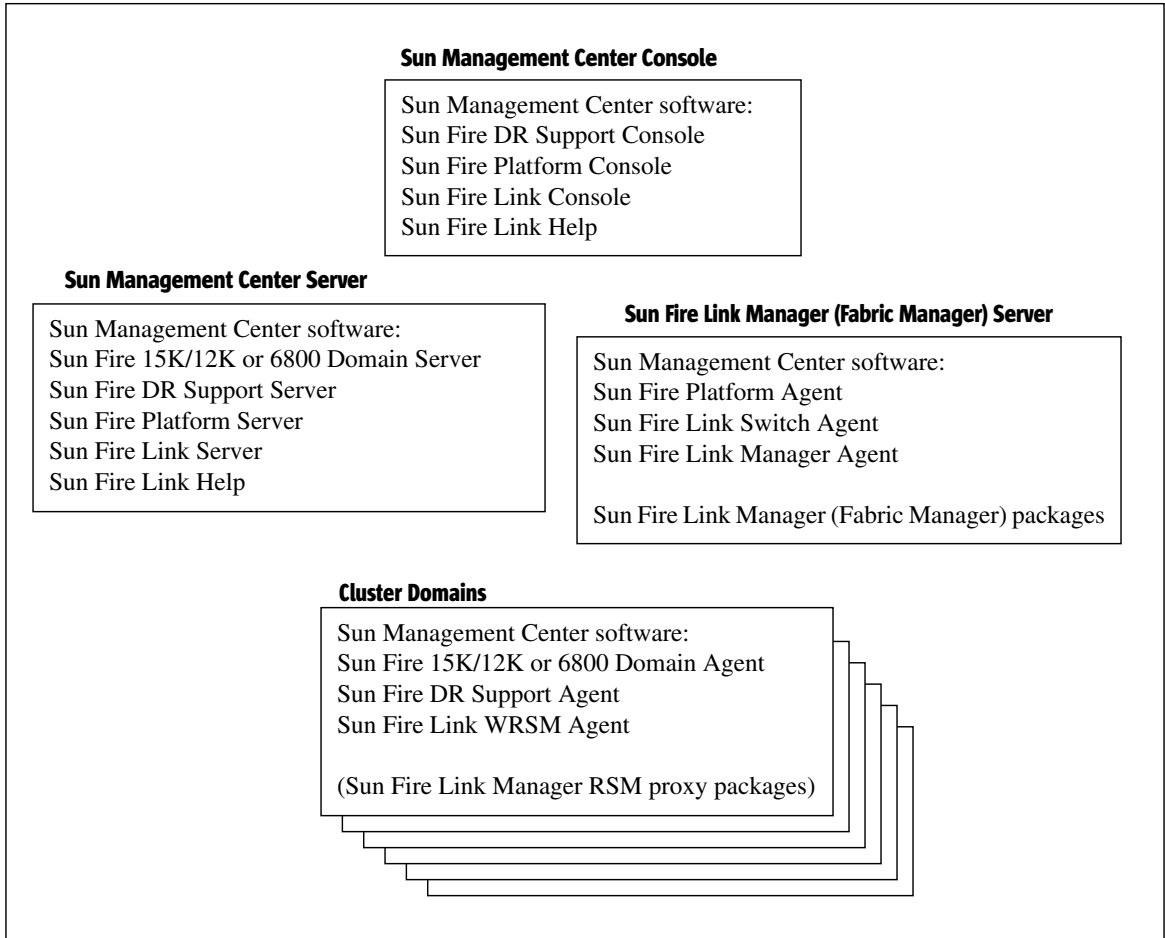 Sun Management Center Console
Sun Management Center software:
Sun Fire DR Support Console
Sun Fire Platform Console
Sun Fire Link Console
Sun Fire Link Help
Sun Management Center Server
Sun Management Center software:
Sun Fire 15K/12K or 6800 Domain Server
Sun Fire DR Support Server
Sun Fire Platform Server
Sun Fire Link Server
Sun Fire Link Help
Sun Fire Link Manager (Fabric Manager) Server
Sun Management Center software:
Sun Fire Platform Agent
Sun Fire Link Switch Agent
Sun Fire Link Manager Agent
Sun Fire Link Manager (Fabric Manager) packages
Cluster Domains
Sun Management Center software:
Sun Fire 15K/12K or 6800 Domain Agent
Sun Fire DR Support Agent
Sun Fire Link WRSM Agent
(Sun Fire Link Manager RSM proxy packages)